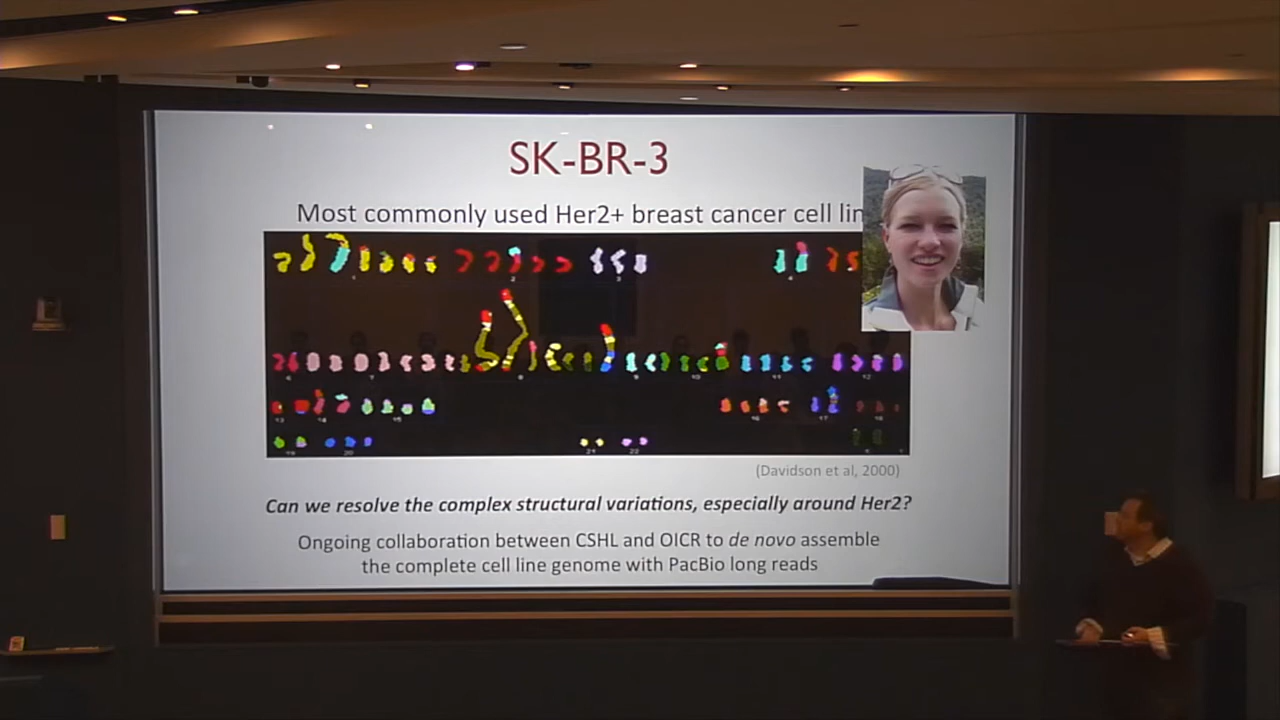 SK-BR-3
Most commonly used Her2+ breast cancer cell lin
(Davidson et al, 2000)
Can we resolve the complex structural variations, especially around Her2?
Ongoing collaboration between CSHL and OICR to de novo assemble
the complete cell line genome with PacBio long reads